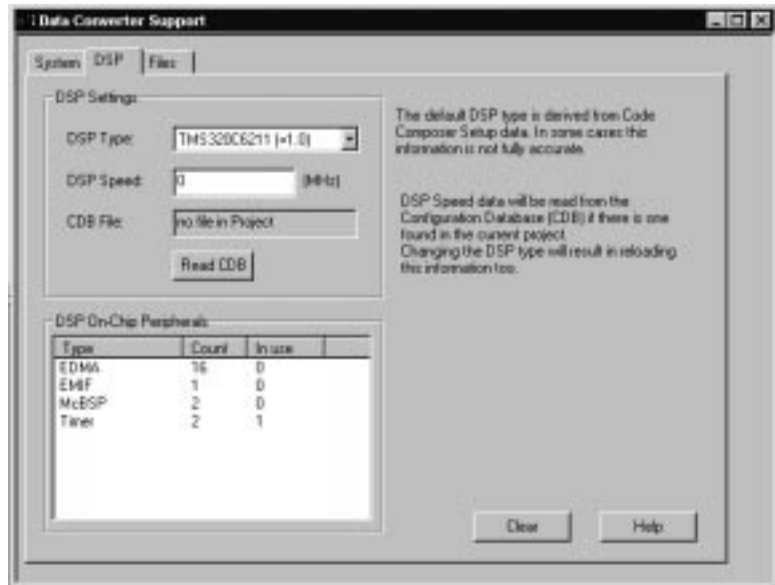 Data Converter Support
System DSP Files
DSP Settings
DSP Type: TMS320C6211 (=1.0)
DSP Speed: 0 [MHz]
CDB File: no file in Project
Read CDB
The default DSP type is derived from Code
Composer Setup data. In some cases this
information is not fully accurate.
DSP Speed data will be read from the
Configuration Database (CDB) if there is one
found in the current project.
Changing the DSP type will result in reloading
this information too.
DSP On-Chip Peripherals
Type Count In use
EDMA 16 0
EMIF 1 0
McBSP 2 0
Timer 2 1
Clear Help